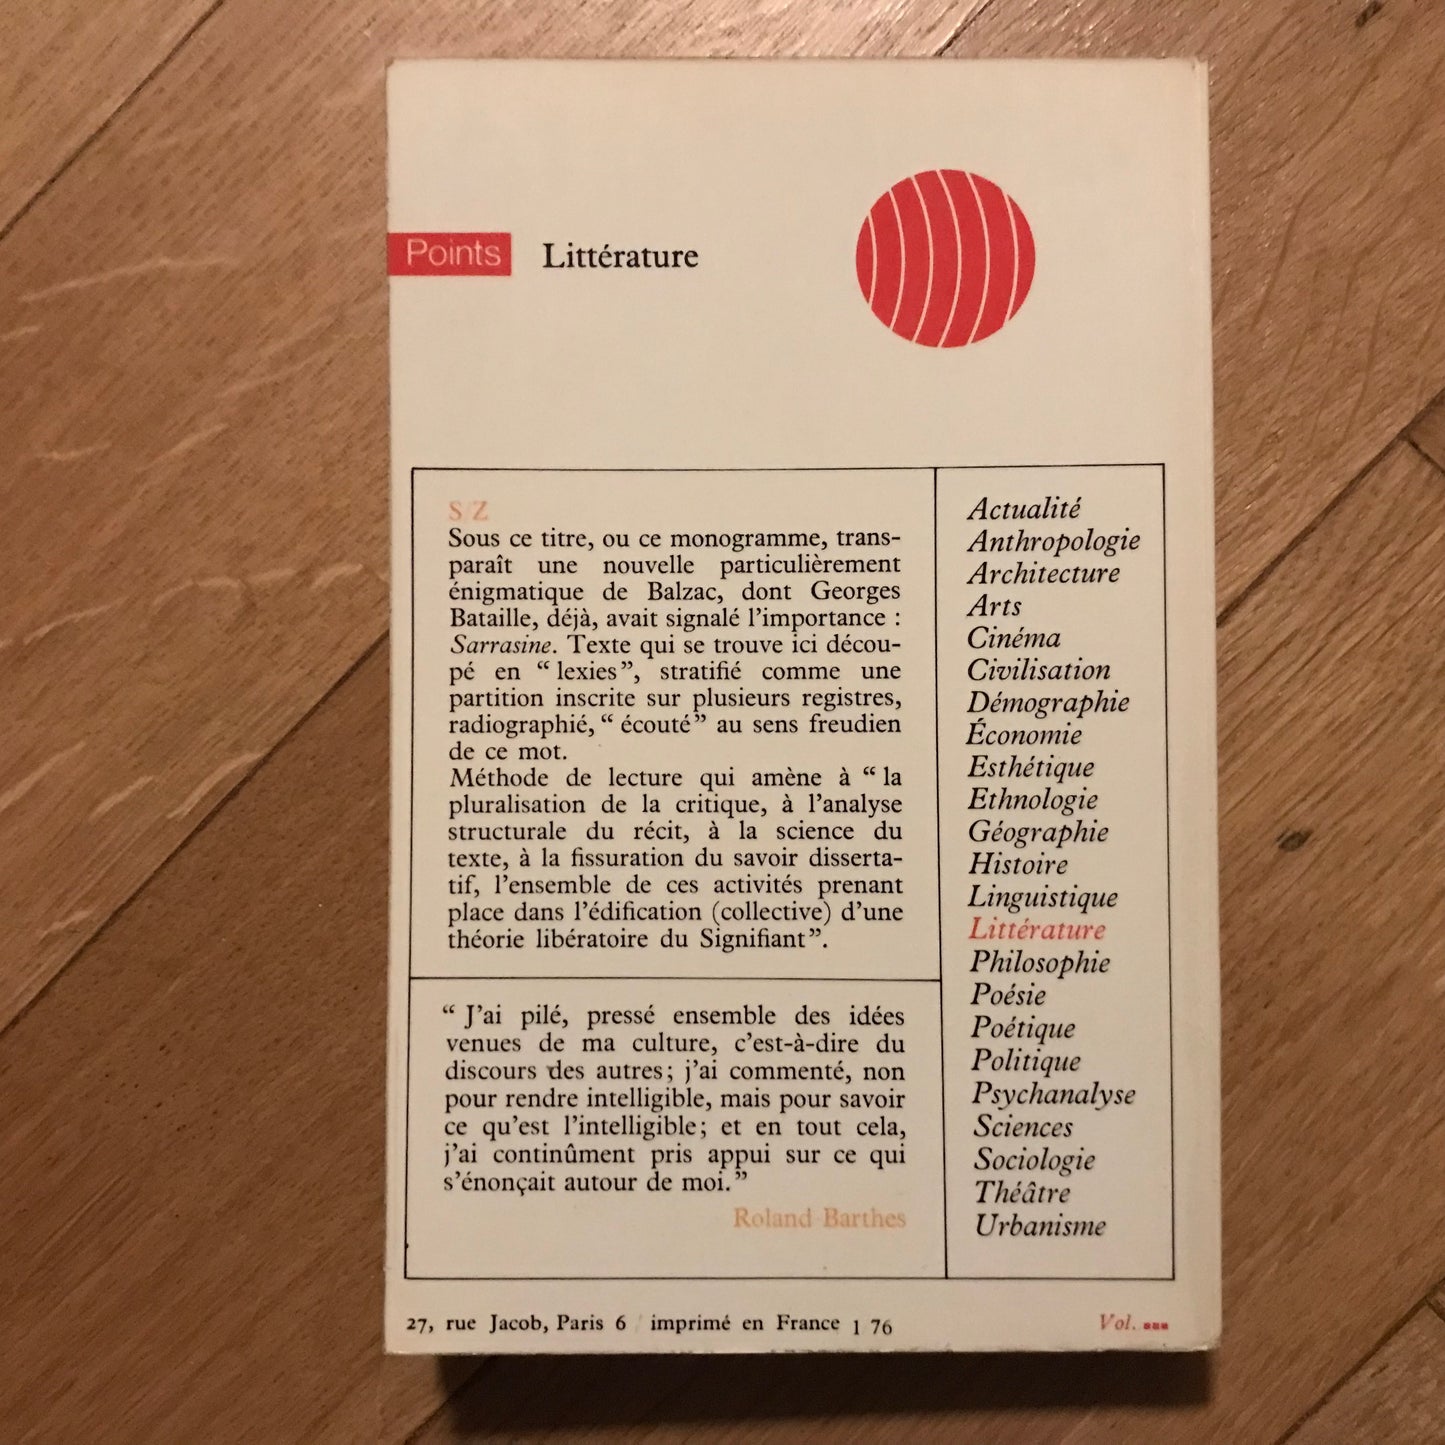 Points Littérature
S/Z
Sous ce titre, ou ce monogramme, trans-
paraît une nouvelle particulièrement
énigmatique de Balzac, dont Georges
Bataille, déjà, avait signalé l'importance :
Sarrasine. Texte qui se trouve ici décou-
pé en “ lexies”, stratifié comme une
partition inscrite sur plusieurs registres,
radiographié, “ écouté” au sens freudien
de ce mot.
Méthode de lecture qui amène à “ la
pluralisation de la critique, à l'analyse
structurale du récit, à la science du
texte, à la fissuration du savoir disserta-
tif, l'ensemble de ces activités prenant
place dans l'édification (collective) d'une
théorie libératoire du Signifiant”.
“ J'ai pilé, pressé ensemble des idées
venues de ma culture, c'est-à-dire du
discours des autres; j'ai commenté, non
pour rendre intelligible, mais pour savoir
ce qu'est l'intelligible; et en tout cela,
j'ai continûment pris appui sur ce qui
s'énonçait autour de moi.”
Roland Barthes
Actualité
Anthropologie
Architecture
Arts
Cinéma
Civilisation
Démographie
Économie
Esthétique
Ethnologie
Géographie
Histoire
Linguistique
Littérature
Philosophie
Poésie
Poétique
Politique
Psychanalyse
Sciences
Sociologie
Théâtre
Urbanisme
27, rue Jacob, Paris 6 / imprimé en France 1 76
Vol. ▪▪▪